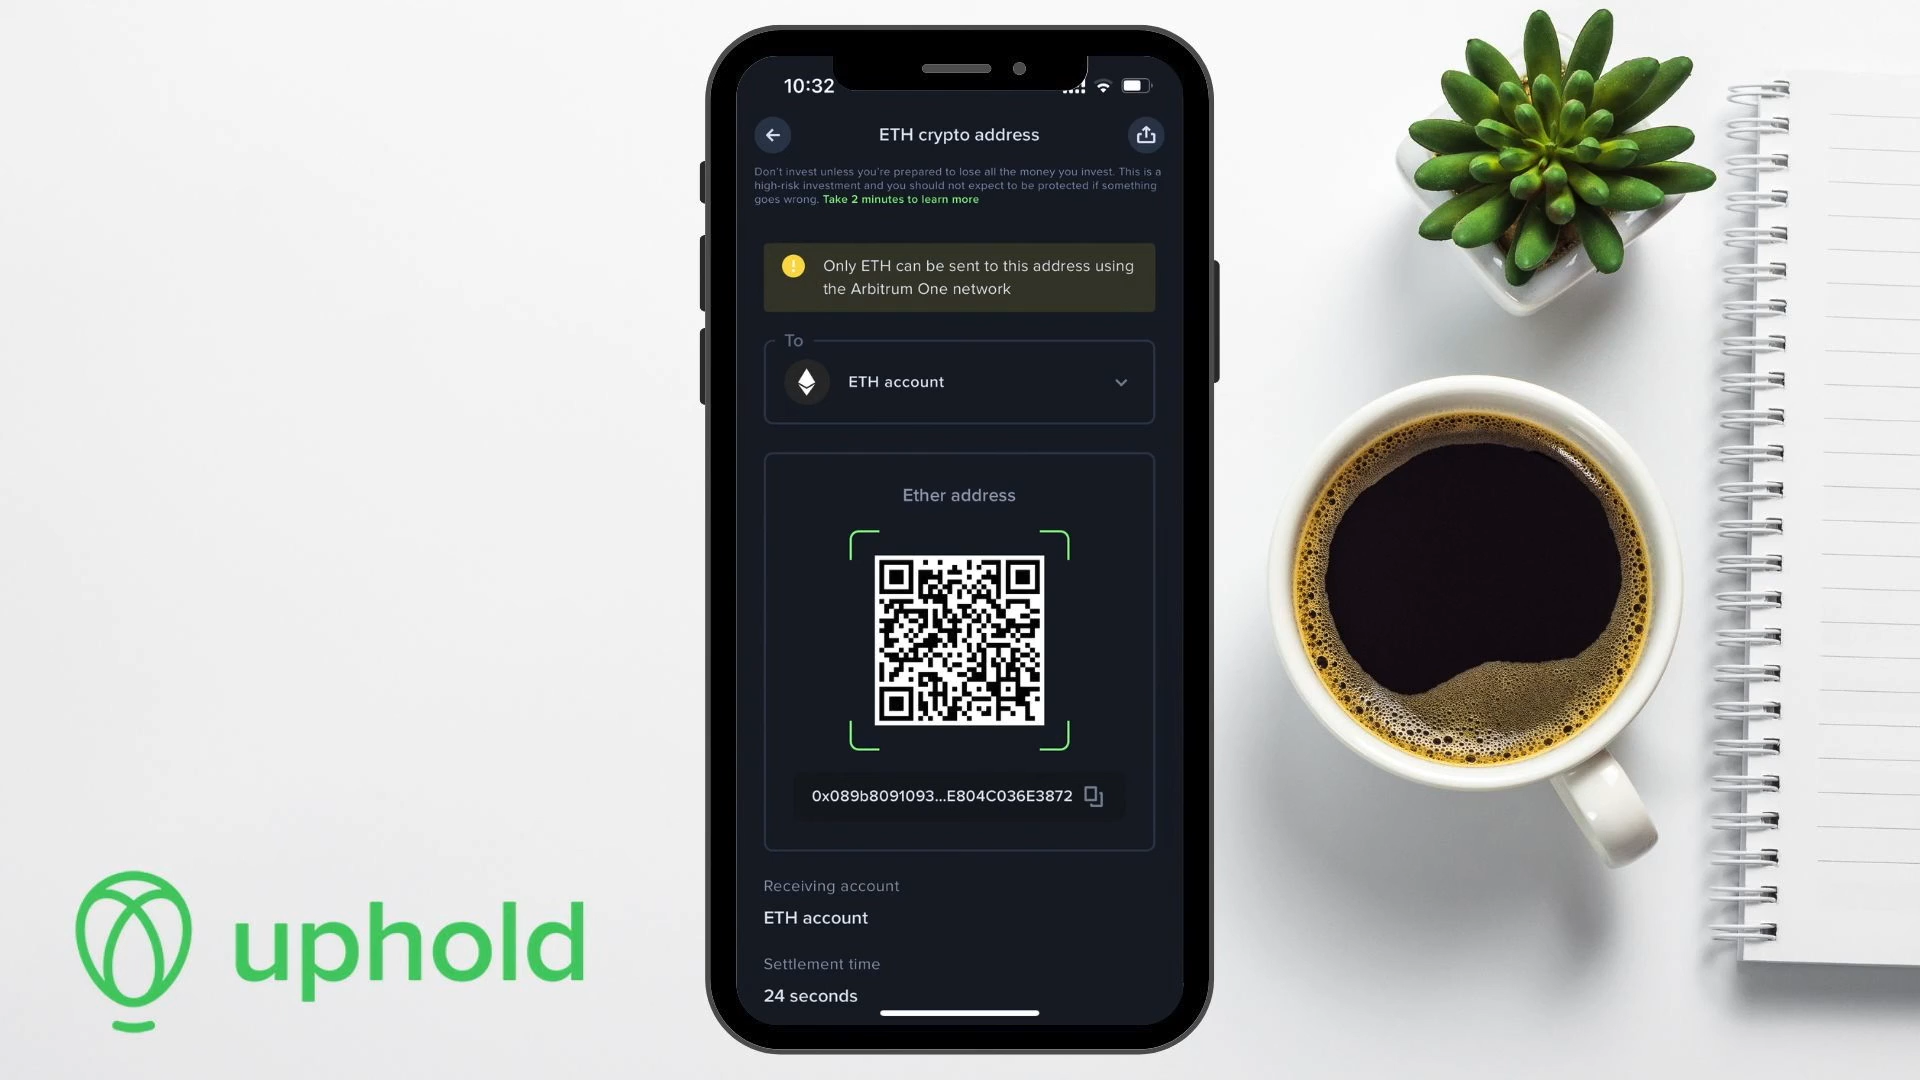 10:32
ETH crypto address
Don't invest unless you're prepared to lose all the money you invest. This is a
high-risk investment and you should not expect to be protected if something
goes wrong. Take 2 minutes to learn more
Only ETH can be sent to this address using
the Arbitrum One network
To
ETH account
Ether address
0x089b8091093...E804C036E3872
Receiving account
ETH account
Settlement time
24 seconds
uphold